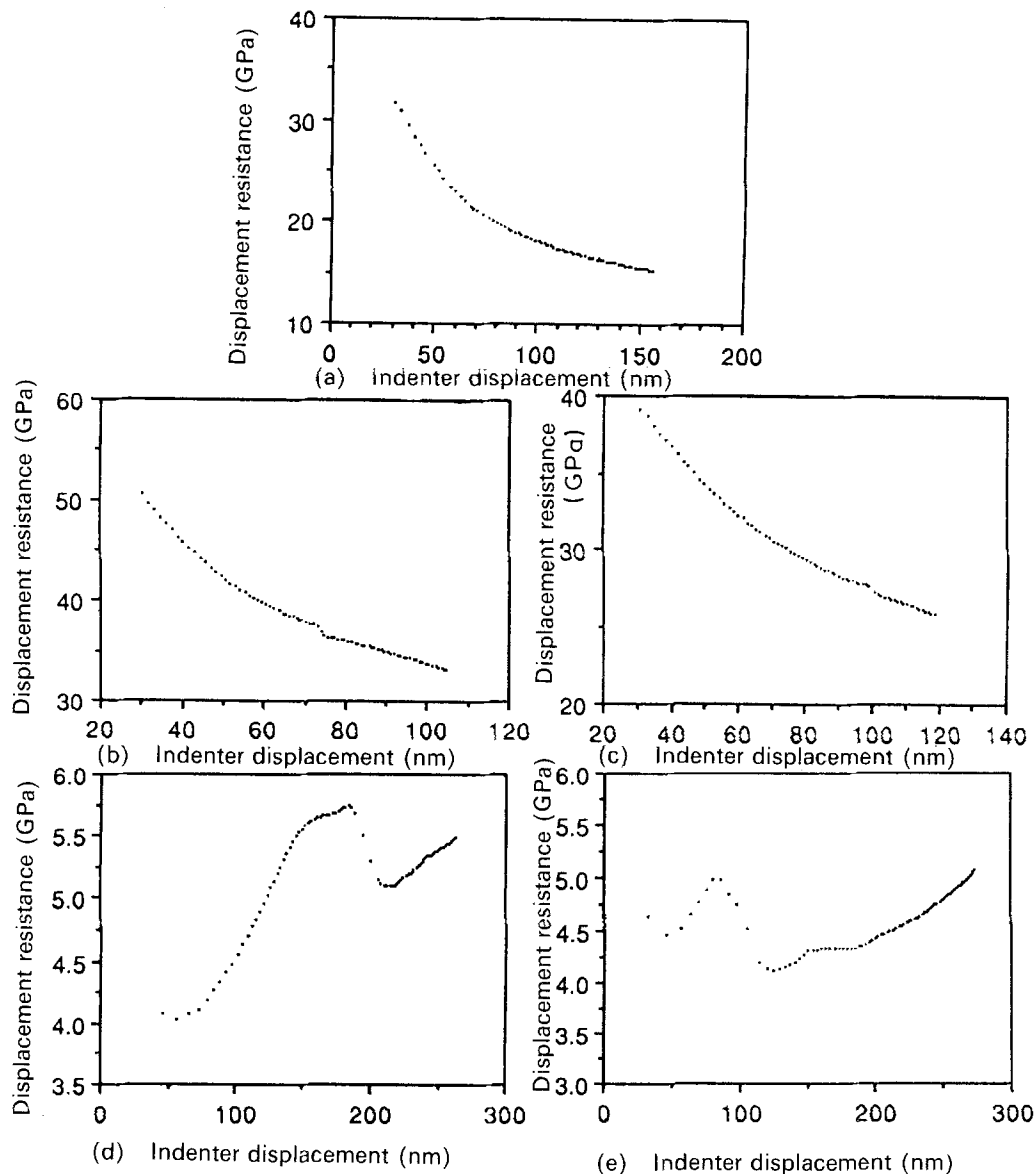 Displacement resistance (GPa)
40
30
20
10
0 50 100 150 200
(a) Indenter displacement (nm)
Displacement resistance (GPa)
60
50
40
30
20 40 60 80 100 120
(b) Indenter displacement (nm)
Displacement resistance
(GPa)
40
30
20
20 40 60 80 100 120 140
(c) Indenter displacement (nm)
Displacement resistance (GPa)
6.0
5.5
5.0
4.5
4.0
3.5
0 100 200 300
(d) Indenter displacement (nm)
Displacement resistance (GPa)
6.0
5.5
5.0
4.5
4.0
3.5
3.0
0 100 200 300
(e) Indenter displacement (nm)